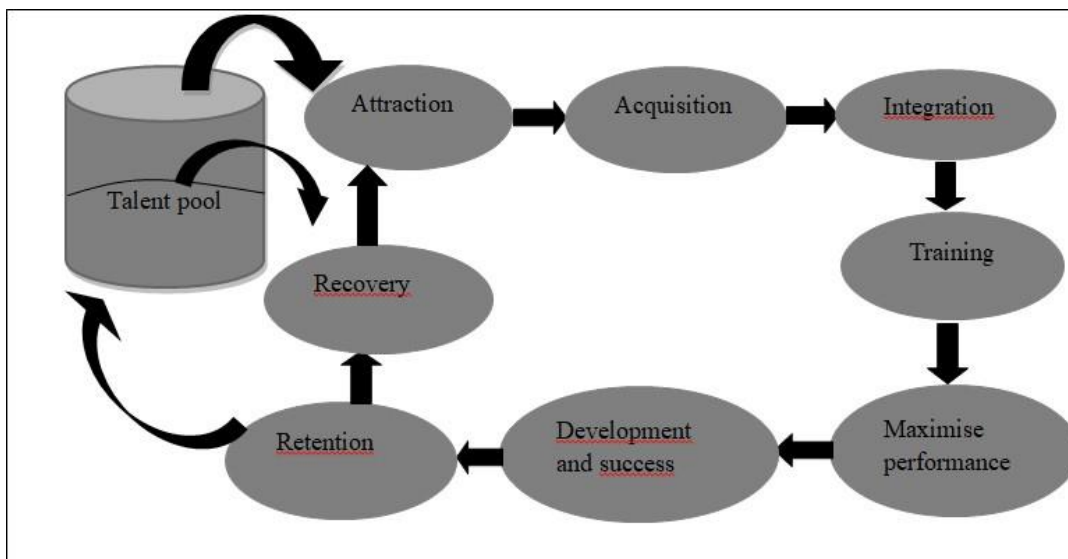 Attraction
Acquisition
Integration
Talent pool
Training
Recovery
Maximise
performance
Development
and success
Retention